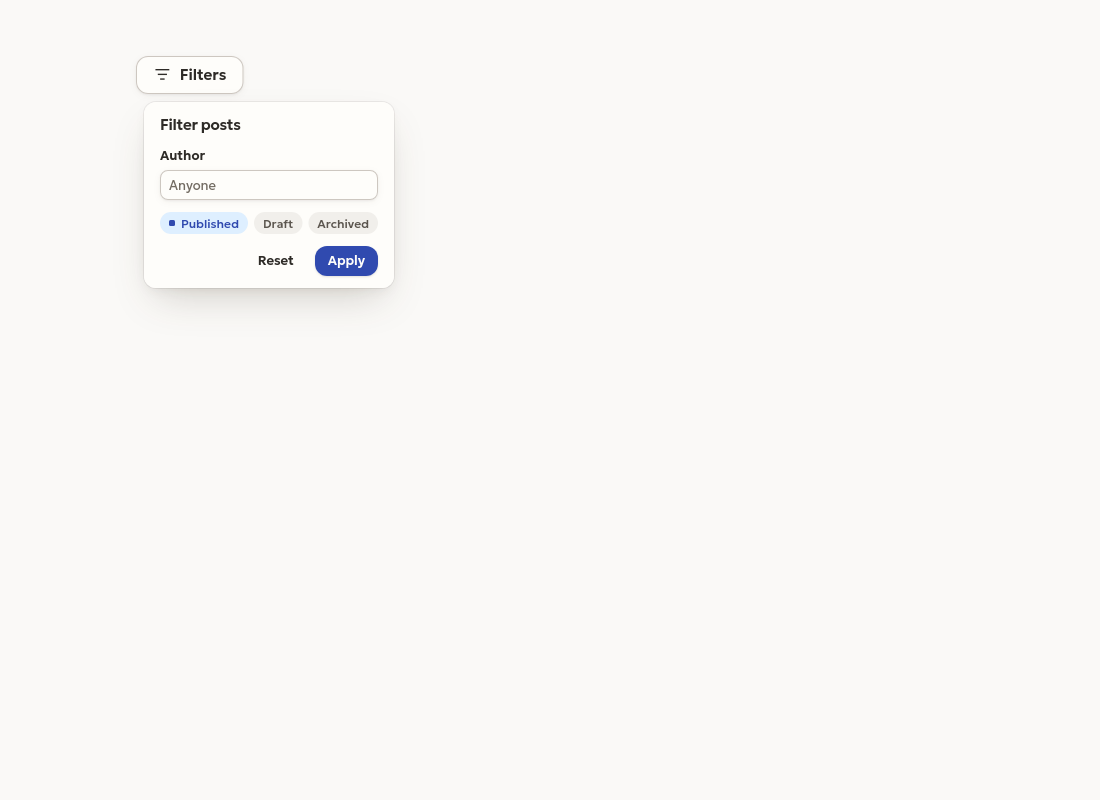 Filters
Filter posts
Author
Anyone
Published Draft Archived
Reset Apply